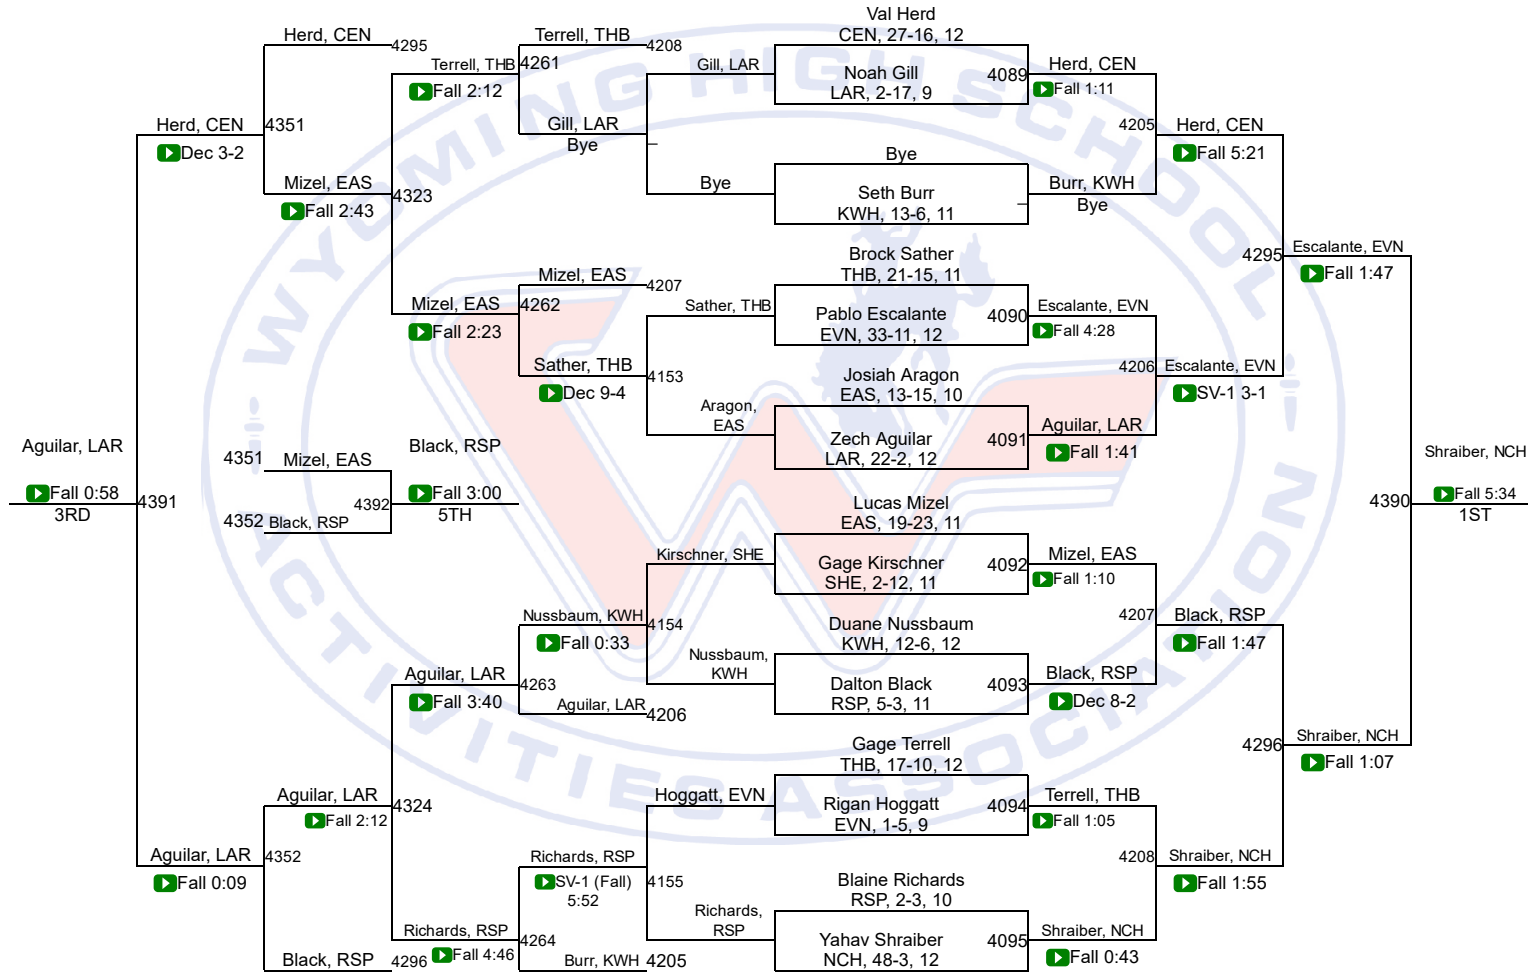 Val Herd
CEN, 27-16, 12
Herd, CEN
4295
Terrell, THB
4208
Gill, LAR
Noah Gill
LAR, 2-17, 9
4089
Herd, CEN
Fall 1:11
Terrell, THB
4261
Fall 2:12
Herd, CEN
4351
Dec 3-2
Gill, LAR
Bye
4205
Herd, CEN
Fall 5:21
Mizel, EAS
4323
Fall 2:43
Bye
Bye
Seth Burr
KWH, 13-6, 11
Burr, KWH
Bye
Brock Sather
THB, 21-15, 11
4295
Escalante, EVN
Fall 1:47
Mizel, EAS
4207
Mizel, EAS
4262
Fall 2:23
Sather, THB
Pablo Escalante
EVN, 33-11, 12
4090
Escalante, EVN
Fall 4:28
Sather, THB
4153
Dec 9-4
Josiah Aragon
EAS, 13-15, 10
4206
Escalante, EVN
SV-1 3-1
Aragon,
EAS
Zech Aguilar
LAR, 22-2, 12
4091
Aguilar, LAR
Fall 1:41
Aguilar, LAR
Fall 0:58
3RD
4391
4351
Mizel, EAS
4352
Black, RSP
4392
Black, RSP
Fall 3:00
5TH
Shraiber, NCH
4390
Fall 5:34
1ST
Lucas Mizel
EAS, 19-23, 11
Kirschner, SHE
Gage Kirschner
SHE, 2-12, 11
4092
Mizel, EAS
Fall 1:10
Nussbaum, KWH
4154
Fall 0:33
Duane Nussbaum
KWH, 12-6, 12
4207
Black, RSP
Fall 1:47
Aguilar, LAR
4263
Fall 3:40
Nussbaum,
KWH
Dalton Black
RSP, 5-3, 11
4093
Black, RSP
Dec 8-2
Aguilar, LAR
4206
Gage Terrell
THB, 17-10, 12
4296
Shraiber, NCH
Fall 1:07
Aguilar, LAR
4324
Fall 2:12
Hoggatt, EVN
Rigan Hoggatt
EVN, 1-5, 9
4094
Terrell, THB
Fall 1:05
Aguilar, LAR
4352
Fall 0:09
Richards, RSP
4155
SV-1 (Fall)
5:52
Blaine Richards
RSP, 2-3, 10
4208
Shraiber, NCH
Fall 1:55
Richards, RSP
4264
Fall 4:46
Richards,
RSP
Yahav Shraiber
NCH, 48-3, 12
4095
Shraiber, NCH
Fall 0:43
Black, RSP
4296
Burr, KWH
4205
WYOMING HIGH SCHOOL
ACTIVITIES ASSOCIATION